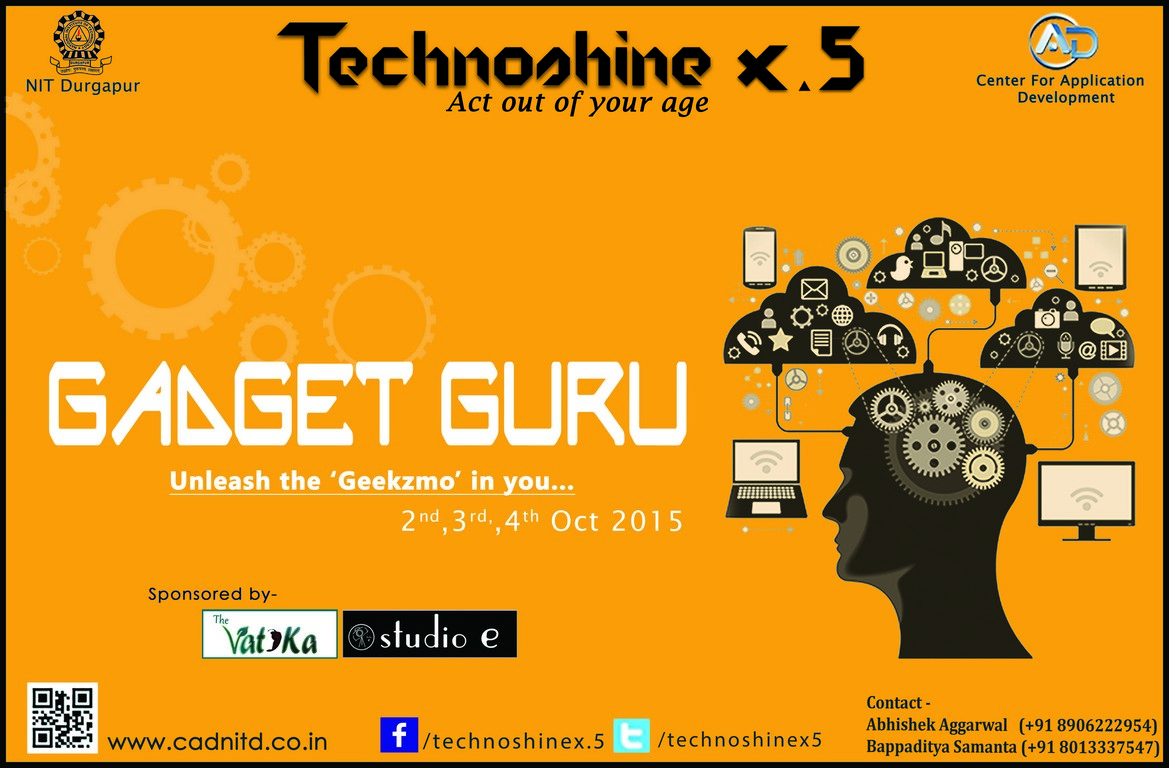 NIT Durgapur
Technoshine x.5
Act out of your age
AD
Center For Application
Development
GADGET GURU
Unleash the ‘Geekzmo’ in you...
2nd,3rd,,4th Oct 2015
Sponsored by-
The
Vatika
studio e
www.cadnitd.co.in
f /technoshinex.5
t /technoshinex5
Contact -
Abhishek Aggarwal (+91 8906222954)
Bappaditya Samanta (+91 8013337547)